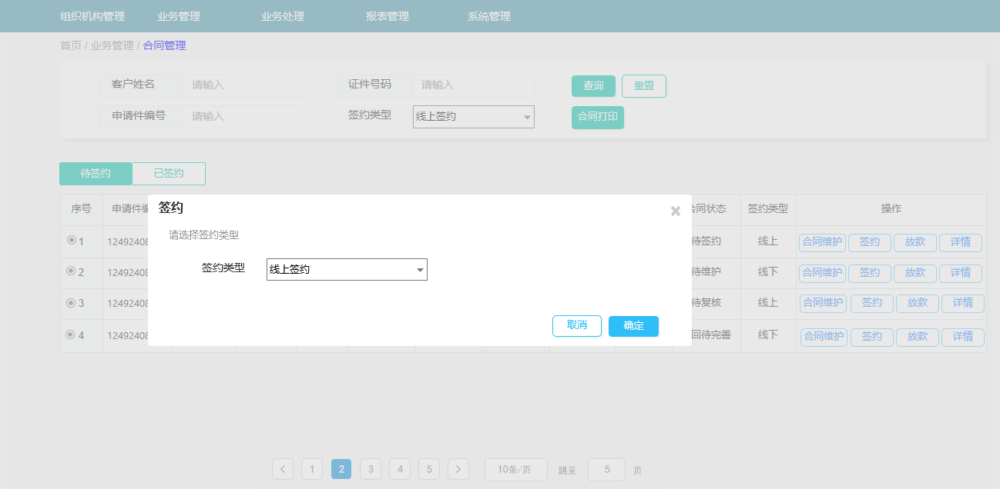 组织机构管理 业务管理 业务处理 报表管理 系统管理
首页 / 业务管理 / 合同管理
客户姓名 请输入 证件号码 请输入 查询 重置
申请件编号 请输入 签约类型 线上签约 合同打印
待签约 已签约
序号 申请件编 合同状态 签约类型 操作
签约
请选择签约类型
签约类型 线上签约
取消 确定
1 12492408 待签约 线上 合同维护 签约 放款 详情
2 12492408 待维护 线下 合同维护 签约 放款 详情
3 12492408 待复核 线上 合同维护 签约 放款 详情
4 12492408 回待完善 线下 合同维护 签约 放款 详情
1 2 3 4 5 10条/页 跳至 5 页